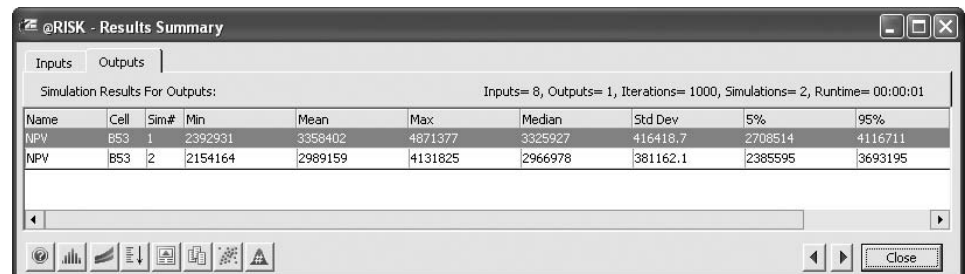 @RISK - Results Summary
Inputs Outputs
Simulation Results For Outputs: Inputs= 8, Outputs= 1, Iterations= 1000, Simulations= 2, Runtime= 00:00:01
Name Cell Sim# Min Mean Max Median Std Dev 5% 95%
NPV B53 1 2392931 3358402 4871377 3325927 416418.7 2708514 4116711
NPV B53 2 2154164 2989159 4131825 2966978 381162.1 2385595 3693195
Close